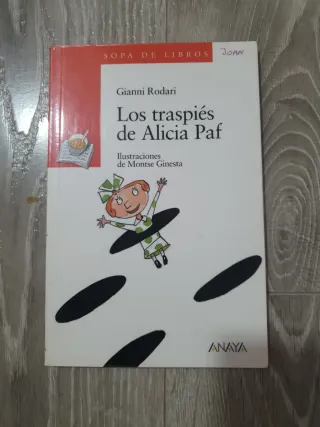 SOPA DE LIBROS
JOAN
Gianni Rodari
Los traspiés
de Alicia Paf
Ilustraciones
de Montse Ginesta
ANAYA